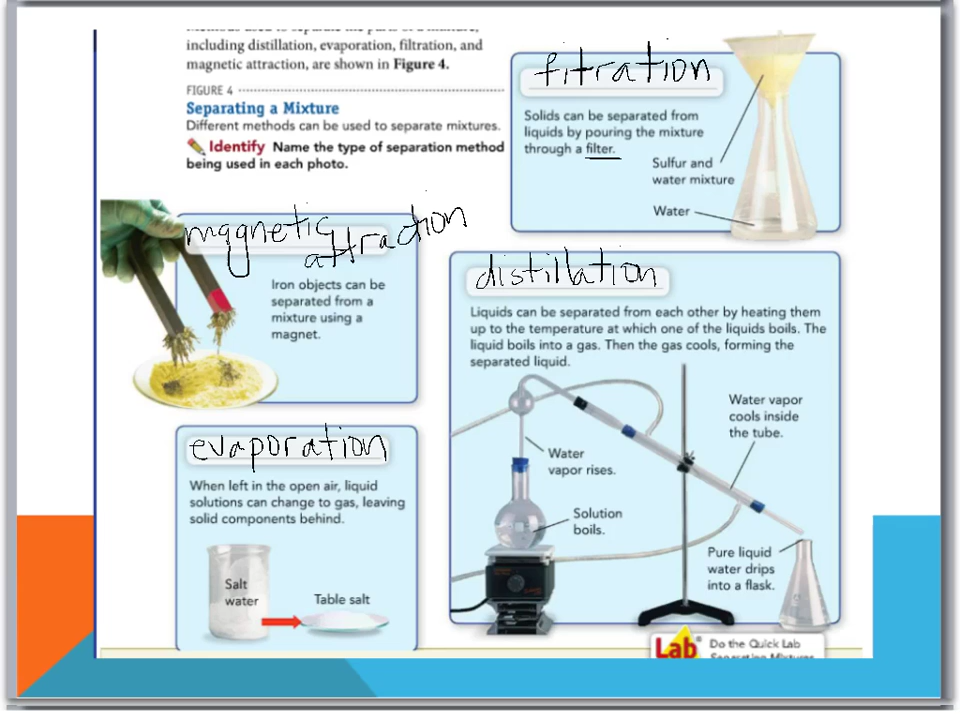 including distillation, evaporation, filtration, and
magnetic attraction, are shown in Figure 4.
FIGURE 4
Separating a Mixture
Different methods can be used to separate mixtures.
Identify Name the type of separation method
being used in each photo.
fitration
Solids can be separated from
liquids by pouring the mixture
through a filter.
Sulfur and
water mixture
Water
magnetic
attraction
Iron objects can be
separated from a
mixture using a
magnet.
distillation
Liquids can be separated from each other by heating them
up to the temperature at which one of the liquids boils. The
liquid boils into a gas. Then the gas cools, forming the
separated liquid.
Water vapor
cools inside
the tube.
Water
vapor rises.
Solution
boils.
Pure liquid
water drips
into a flask.
evaporation
When left in the open air, liquid
solutions can change to gas, leaving
solid components behind.
Salt
water
Table salt
Lab
Do the Quick Lab